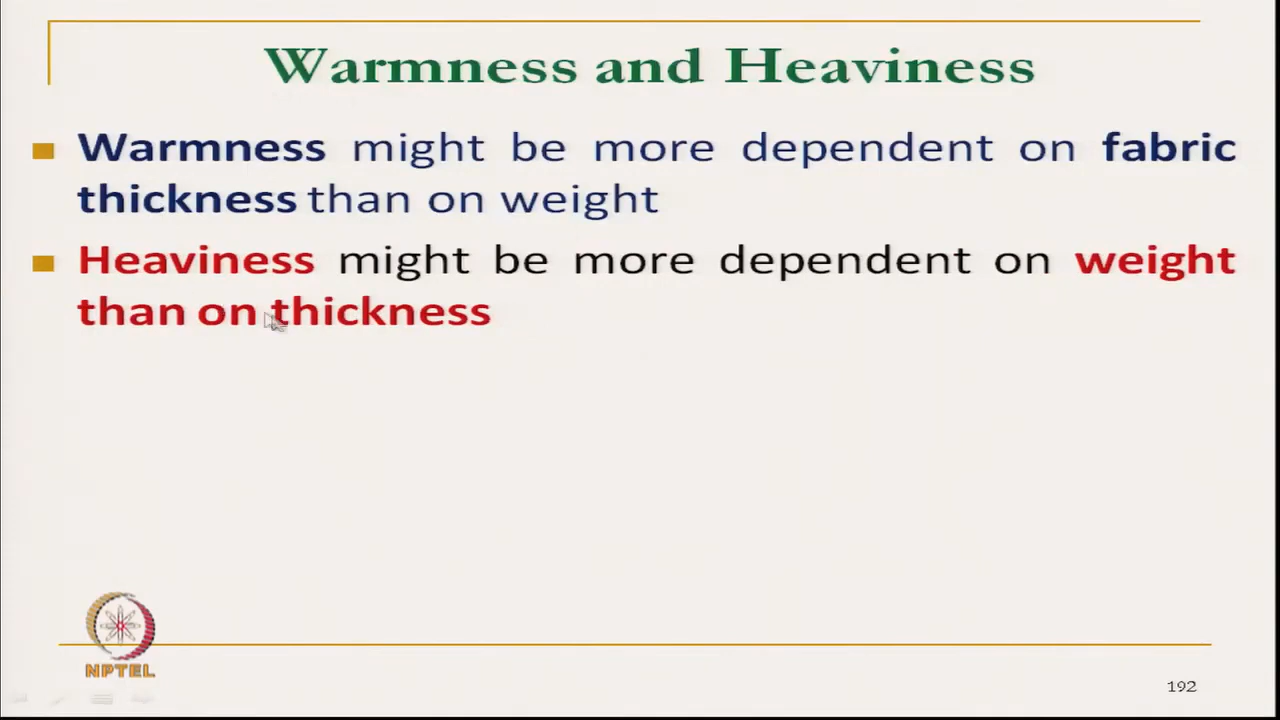 Warmness and Heaviness
Warmness might be more dependent on fabric
thickness than on weight
Heaviness might be more dependent on weight
than on thickness
NPTEL
192